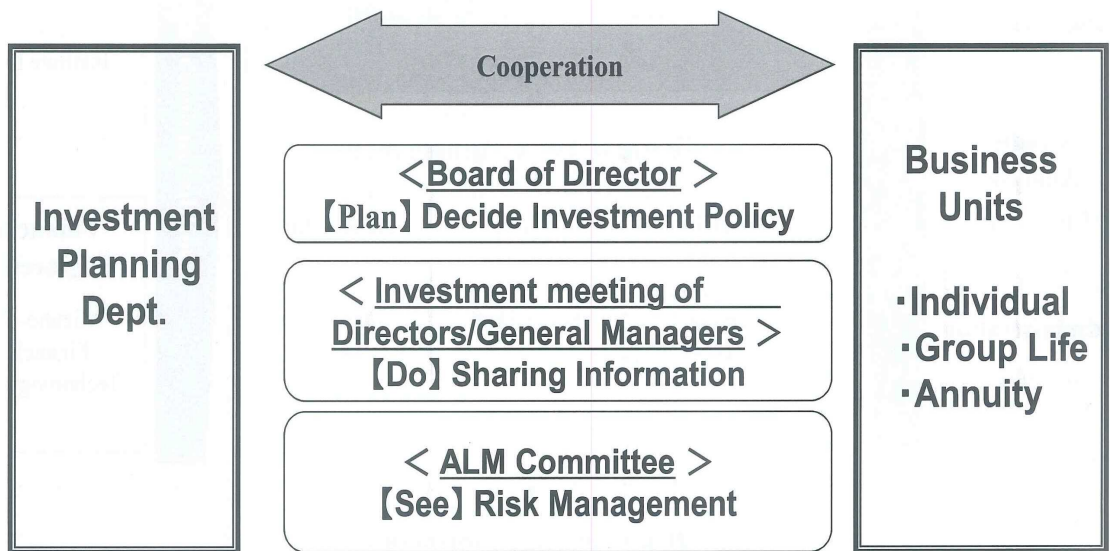 Cooperation
Investment
Planning
Dept.
<Board of Director >
【Plan】Decide Investment Policy
< Investment meeting of
Directors/General Managers >
【Do】Sharing Information
< ALM Committee >
【See】Risk Management
Business
Units
・Individual
・Group Life
・Annuity